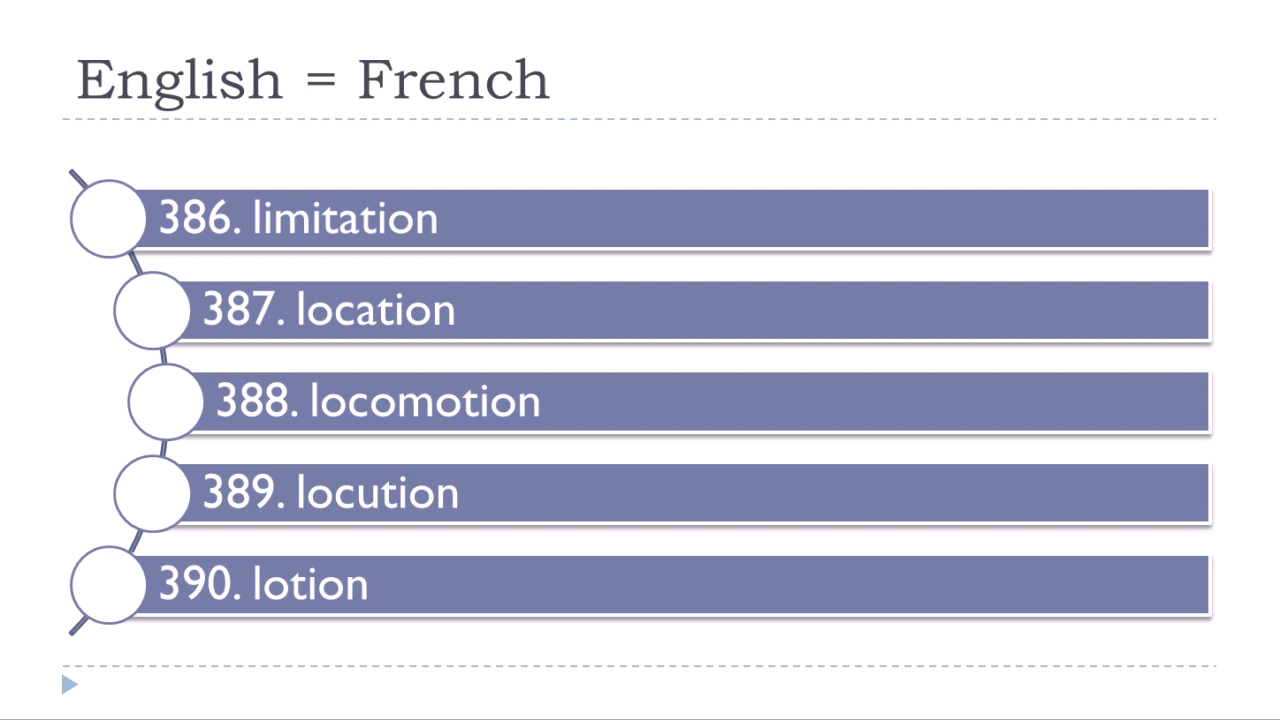 English = French
386. limitation
387. location
388. locomotion
389. locution
390. lotion